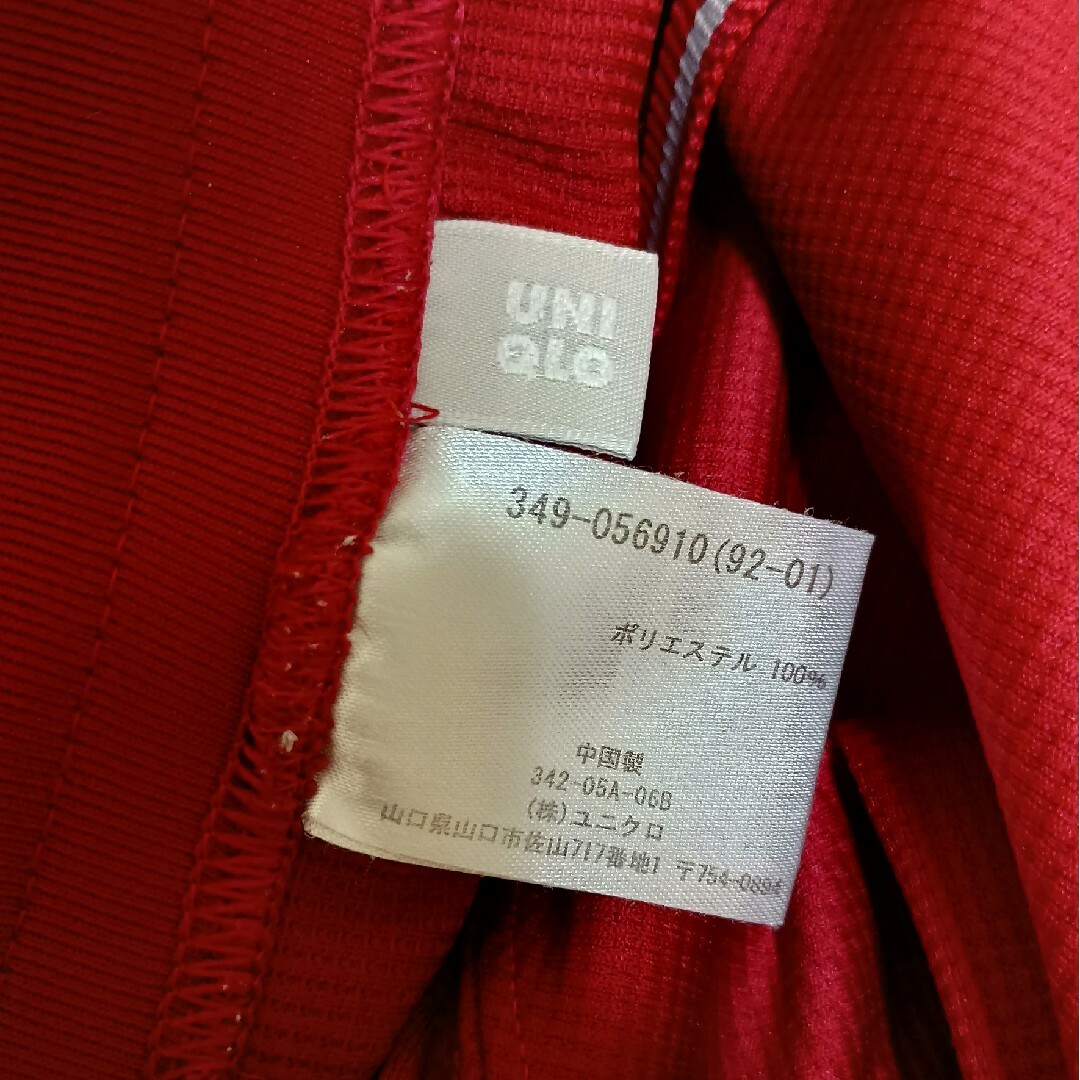 UNI
QLO
349-056910(92-01)
ポリエステル 100%
中国製
342-05A-06B
(株)ユニクロ
山口県山口市佐山717番地1 〒754-0894